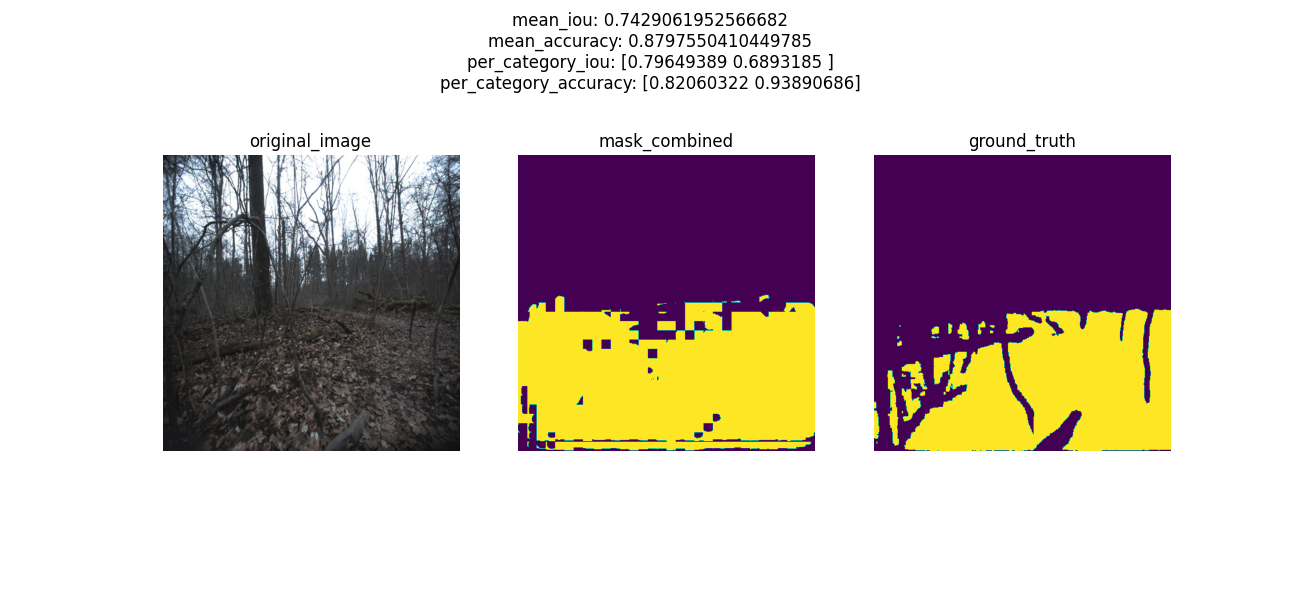 mean_iou: 0.7429061952566682
mean_accuracy: 0.8797550410449785
per_category_iou: [0.79649389 0.6893185 ]
per_category_accuracy: [0.82060322 0.93890686]
original_image
mask_combined
ground_truth